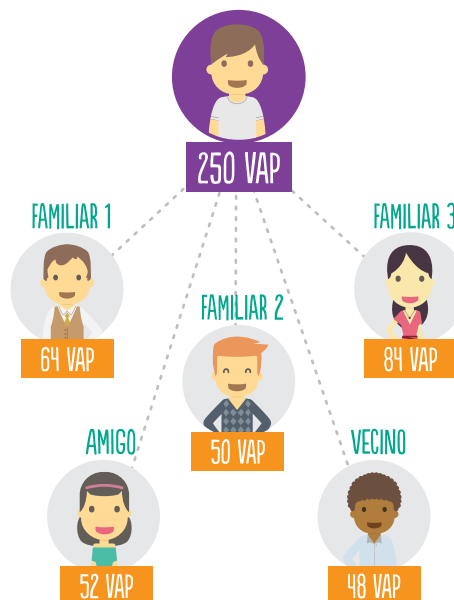 250 VAP
FAMILIAR 1
FAMILIAR 3
64 VAP
FAMILIAR 2
84 VAP
50 VAP
AMIGO
VECINO
52 VAP
48 VAP